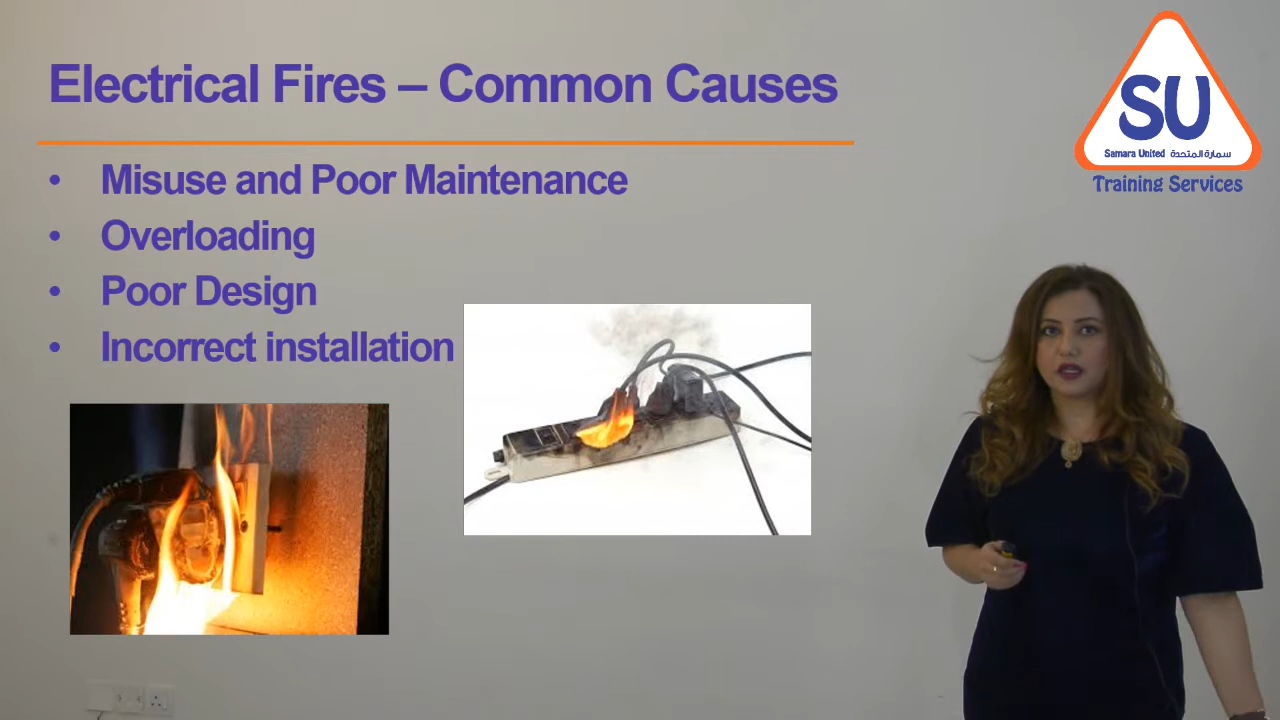 Electrical Fires – Common Causes
• Misuse and Poor Maintenance
• Overloading
• Poor Design
• Incorrect installation
SU
Samara United سمارة المتحدة
Training Services